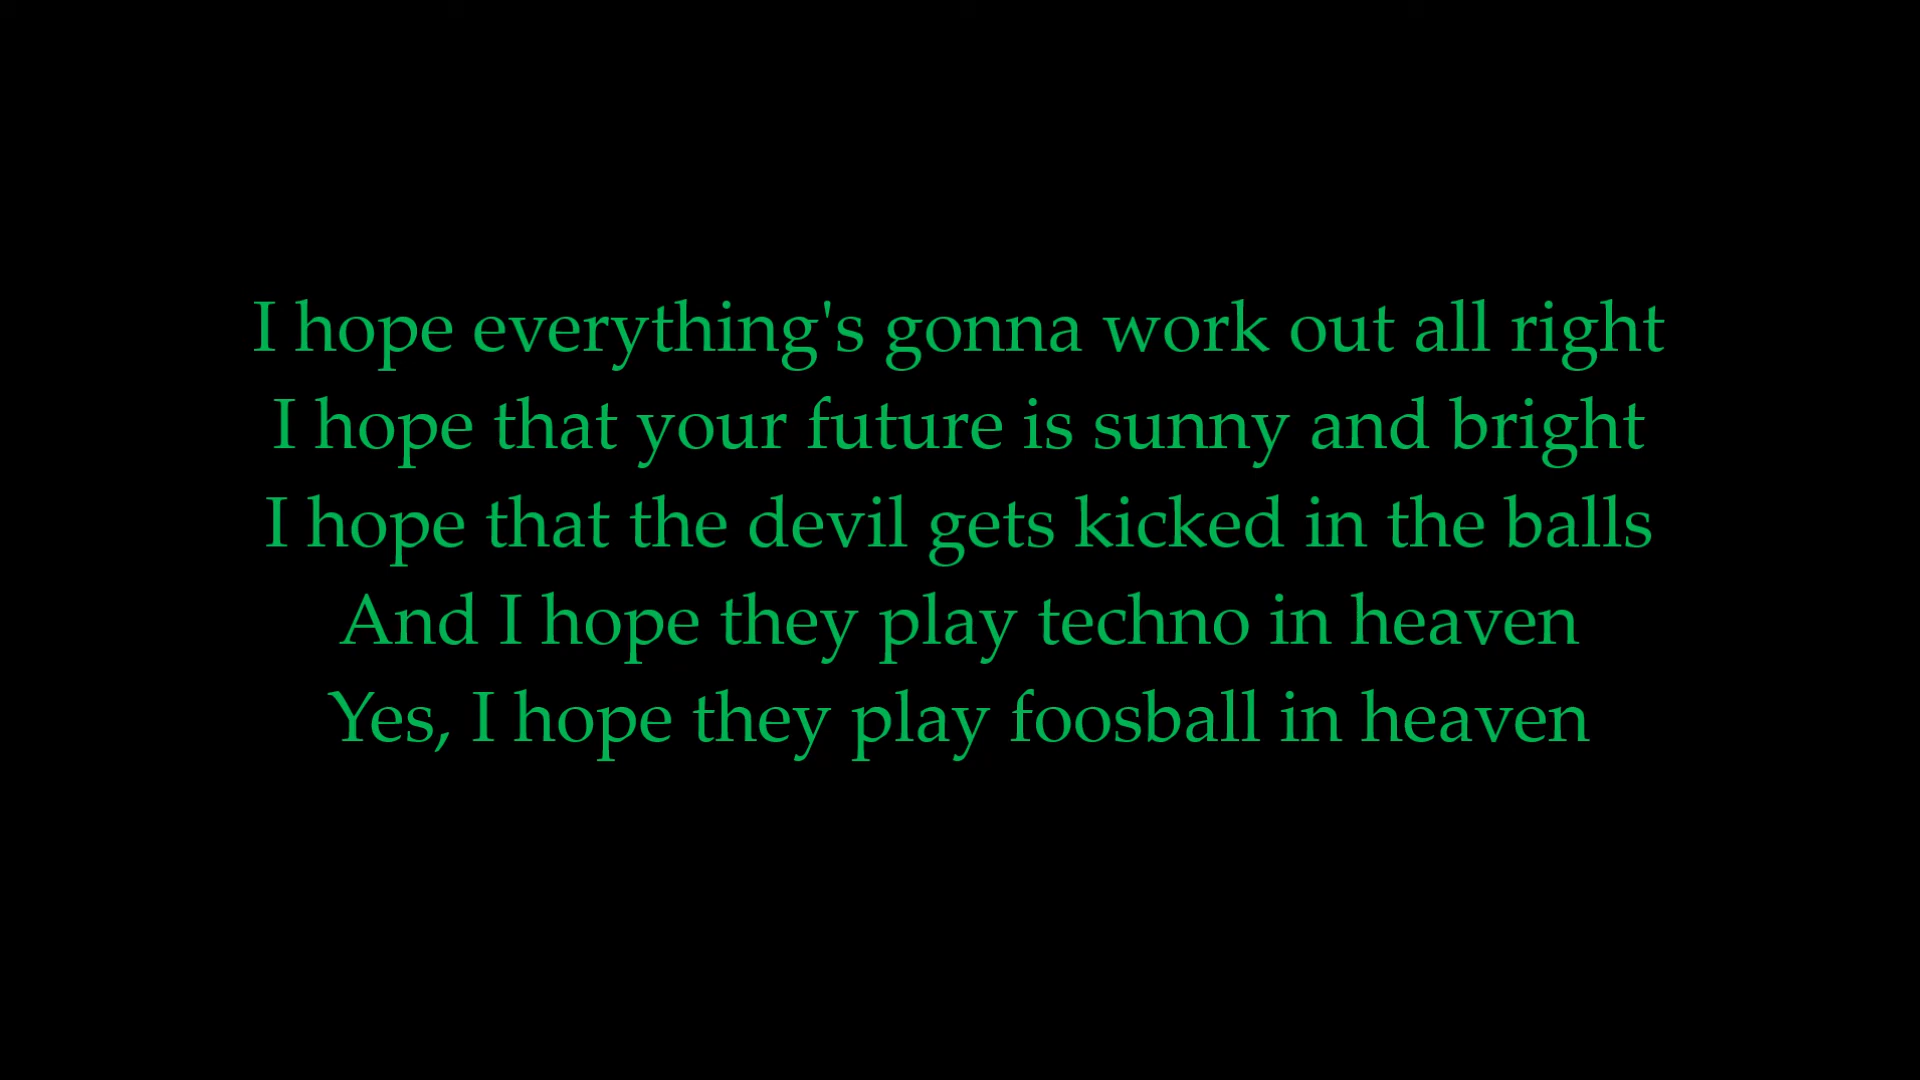 I hope everything's gonna work out all right
I hope that your future is sunny and bright
I hope that the devil gets kicked in the balls
And I hope they play techno in heaven
Yes, I hope they play foosball in heaven